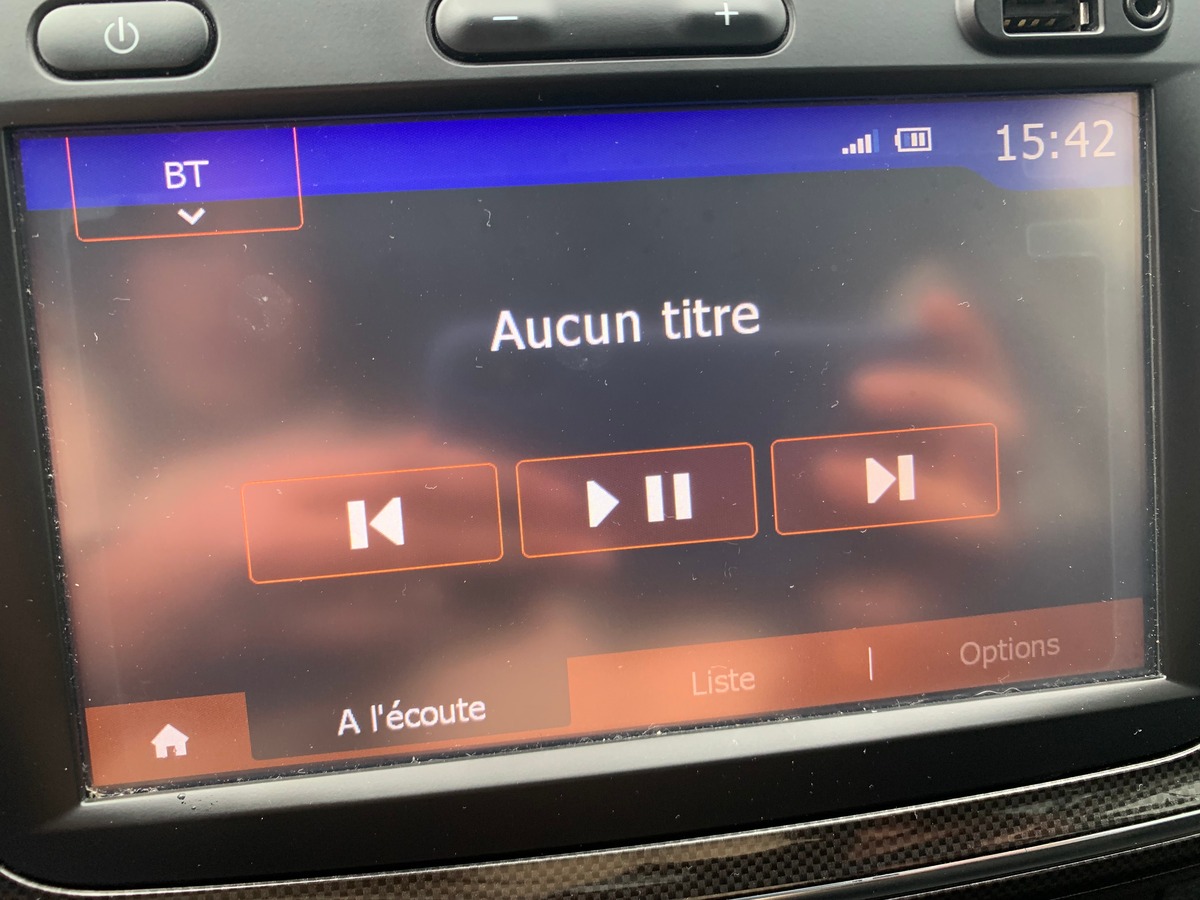 BT
15:42
Aucun titre
A l'écoute
Liste
Options